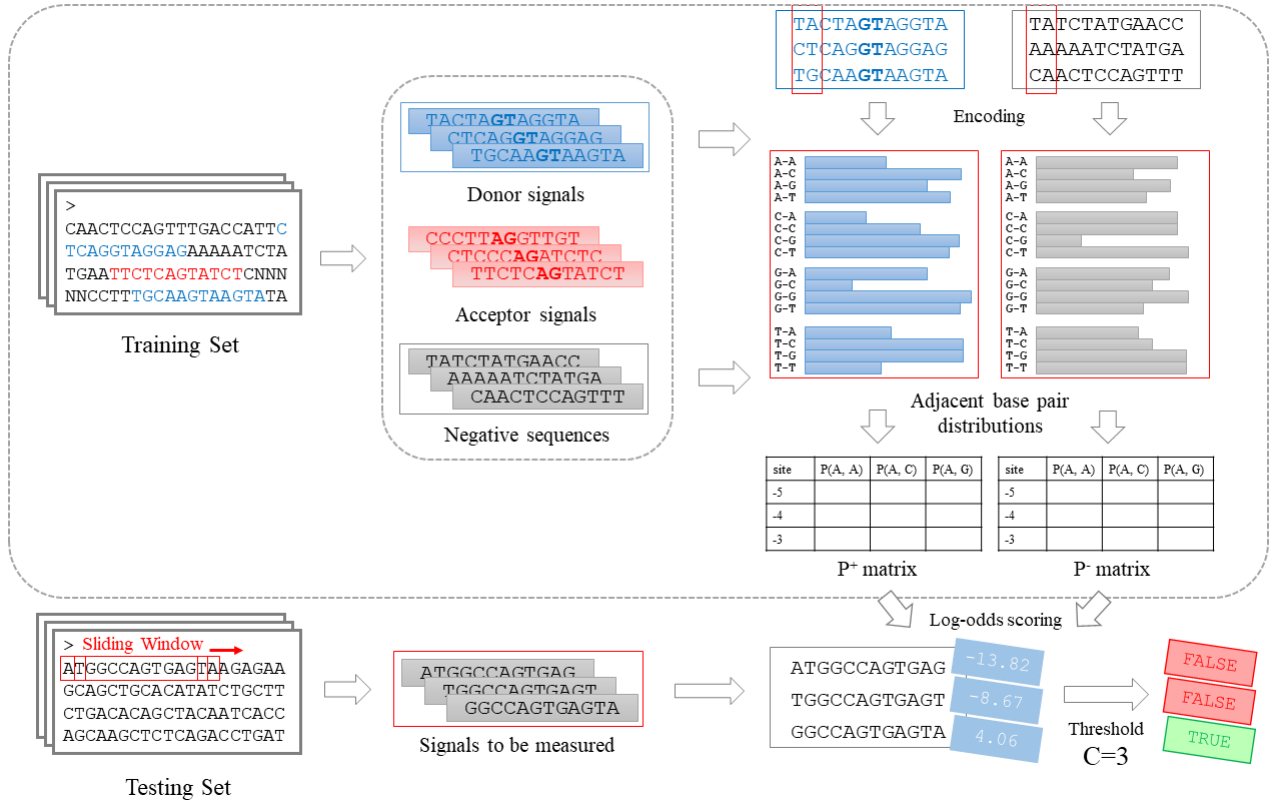 TACTAGTAGGTA
CTCAGGTAGGAG
TGCAAGTAAGTA
TATCTATGAACC
AAAAATCTATGA
CAACTCCAGTTT
Encoding
>
CAACTCCAGTTTGACCATTC
TCAGGTAGGAGAAAAATCTA
TGAATTCTCAGTATCTCNNN
NNCCTTTGCAAGTAAGTATA
Training Set
TACTAGTAGGTA
CTCAGGTAGGAG
TGCAAGTAAGTA
Donor signals
CCCTTAGGTTGT
CTCCCAGATCTC
TTCTCAGTATCT
Acceptor signals
TATCTATGAACC
AAAAATCTATGA
CAACTCCAGTTT
Negative sequences
A-A
A-C
A-G
A-T
C-A
C-C
C-G
C-T
G-A
G-C
G-G
G-T
T-A
T-C
T-G
T-T
A-A
A-C
A-G
A-T
C-A
C-C
C-G
C-T
G-A
G-C
G-G
G-T
T-A
T-C
T-G
T-T
Adjacent base pair
distributions
site P(A, A) P(A, C) P(A, G)
-5
-4
-3
P+ matrix
site P(A, A) P(A, C) P(A, G)
-5
-4
-3
P- matrix
Log-odds scoring
> Sliding Window
ATGGCCAGTGAGTAAGAGAA
GCAGCTGCACATATCTGCTT
CTGACACAGCTACAATCACC
AGCAAGCTCTCAGACCTGAT
Testing Set
ATGGCCAGTGAG
TGGCCAGTGAGT
GGCCAGTGAGTA
Signals to be measured
ATGGCCAGTGAG -13.82
TGGCCAGTGAGT -8.67
GGCCAGTGAGTA 4.06
Threshold
C=3
FALSE
FALSE
TRUE